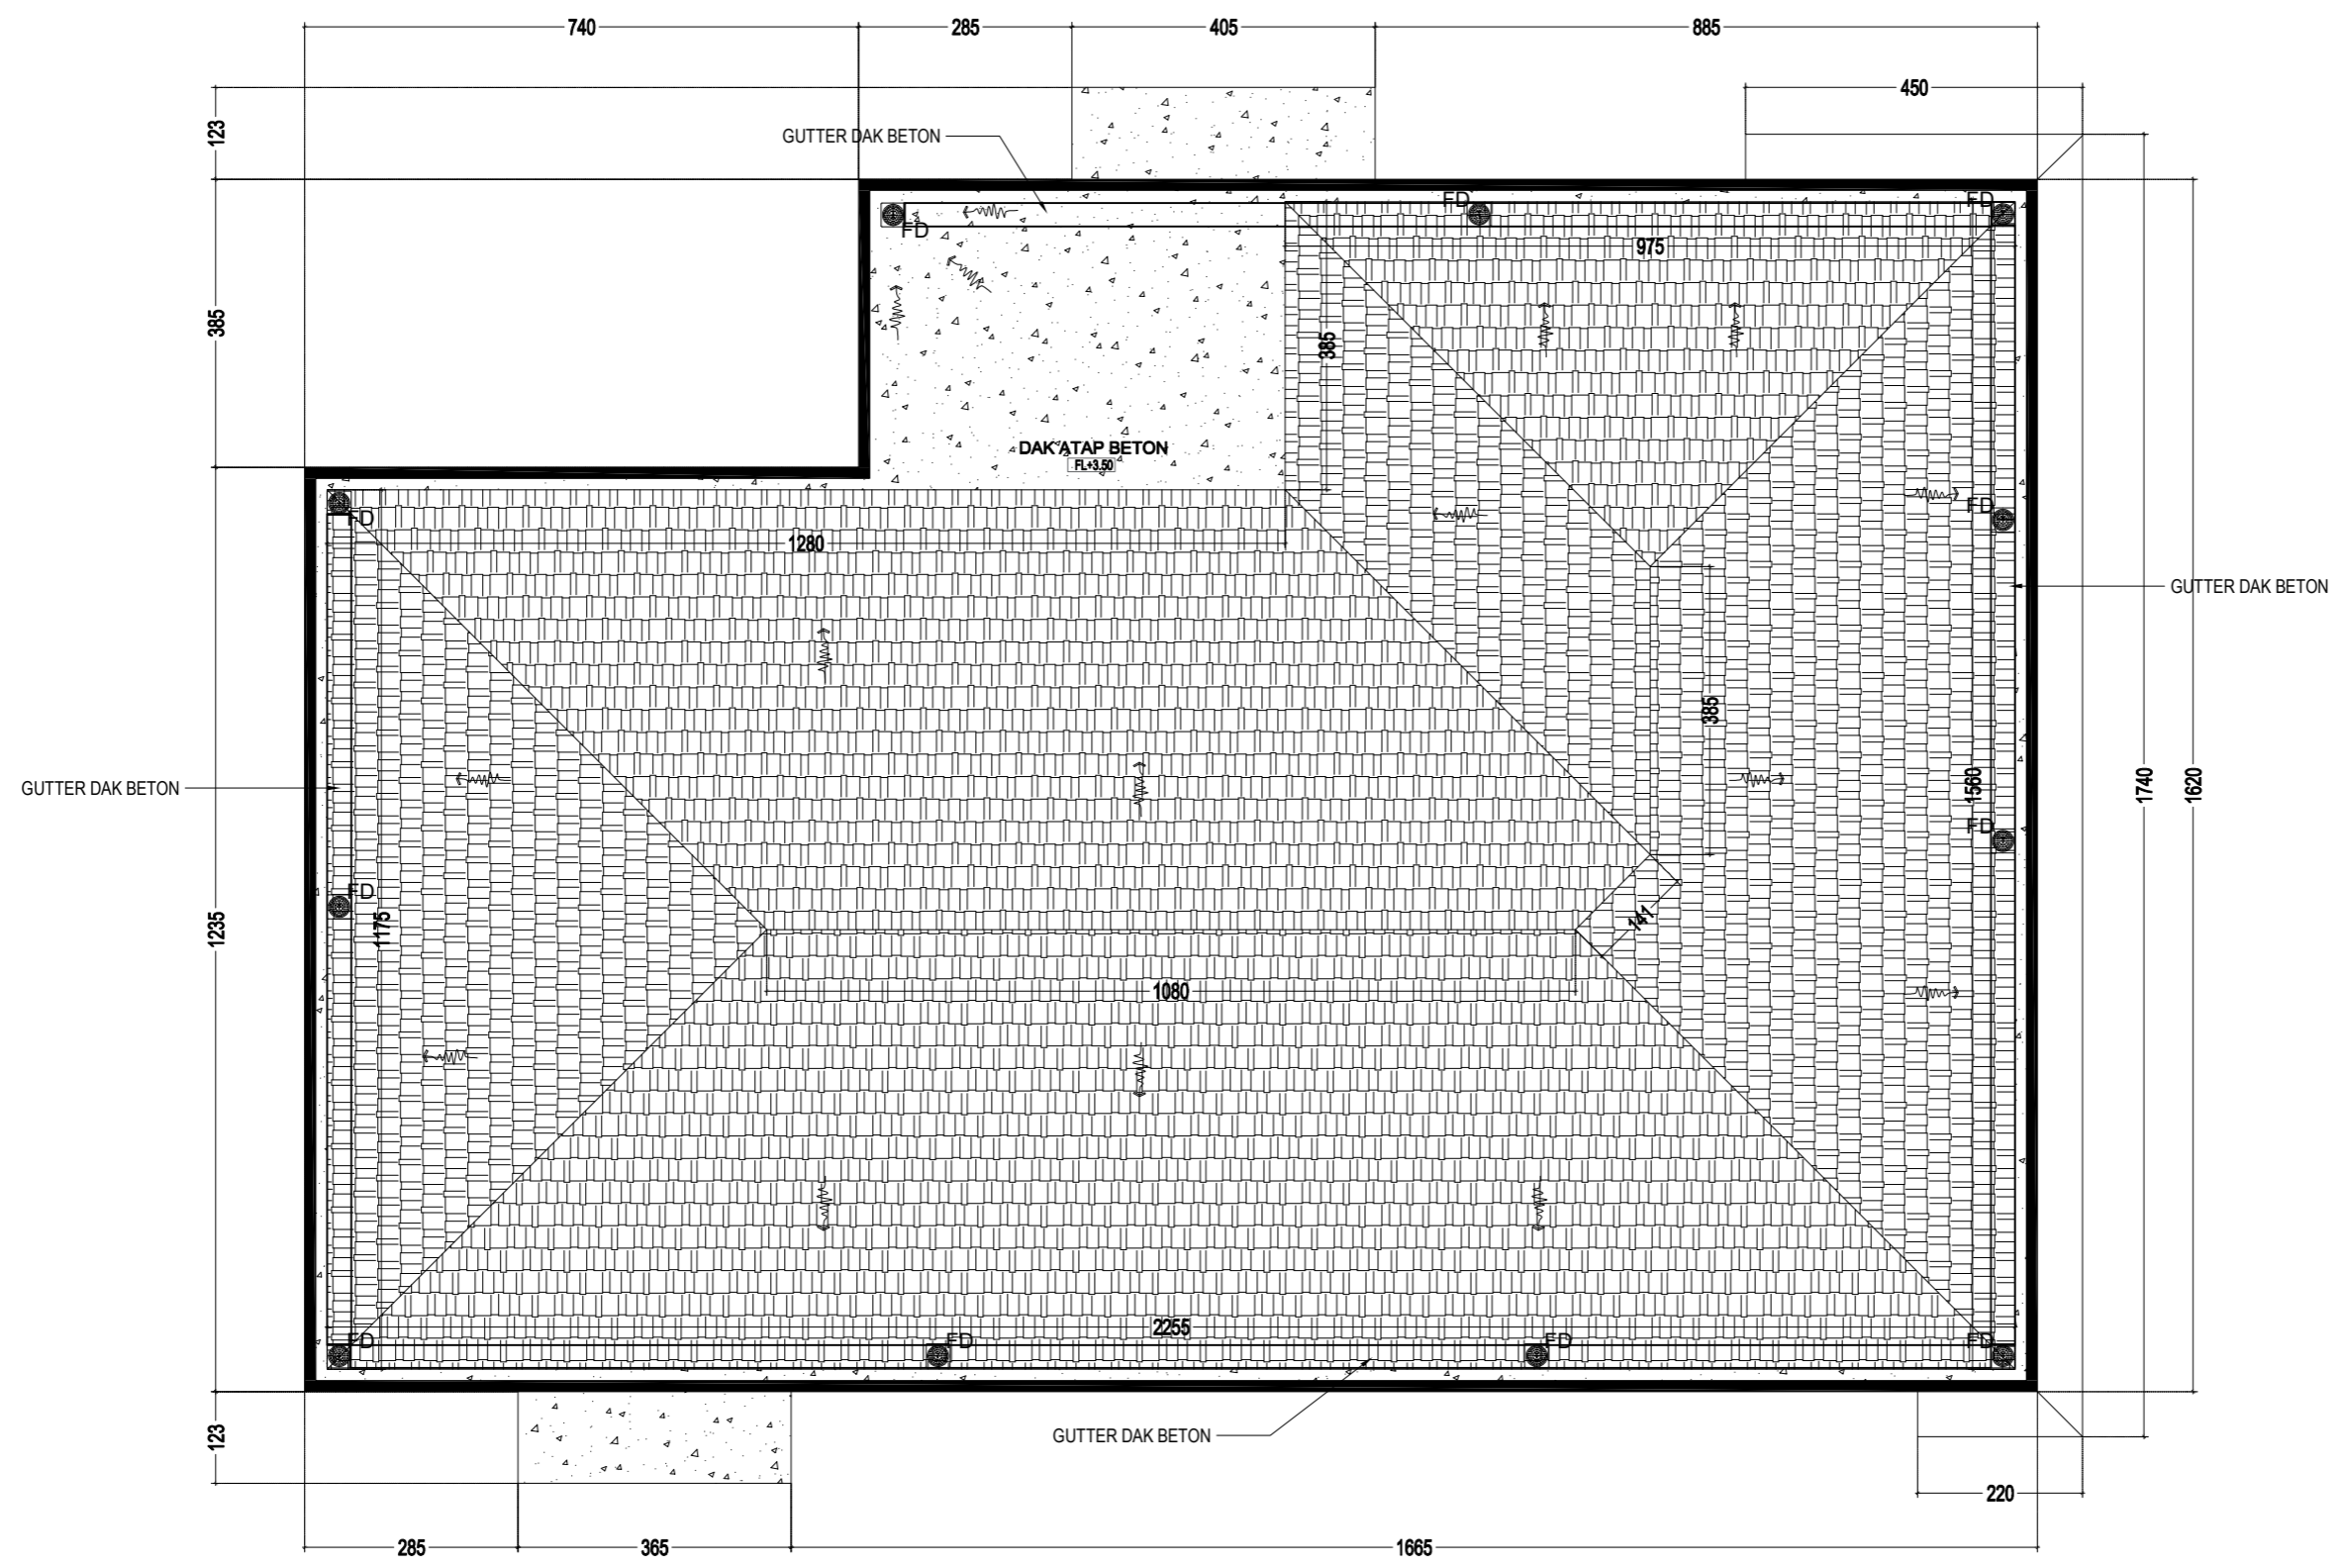 740
285
405
885
450
123
GUTTER DAK BETON
FD
FD
FD
FD
975
385
385
DAK ATAP BETON
FL+3.50
FD
FD
1280
GUTTER DAK BETON
385
GUTTER DAK BETON
1560
1740
1620
FD
FD
1235
1175
141
1080
2255
FD
FD
FD
FD
GUTTER DAK BETON
123
220
285
365
1665